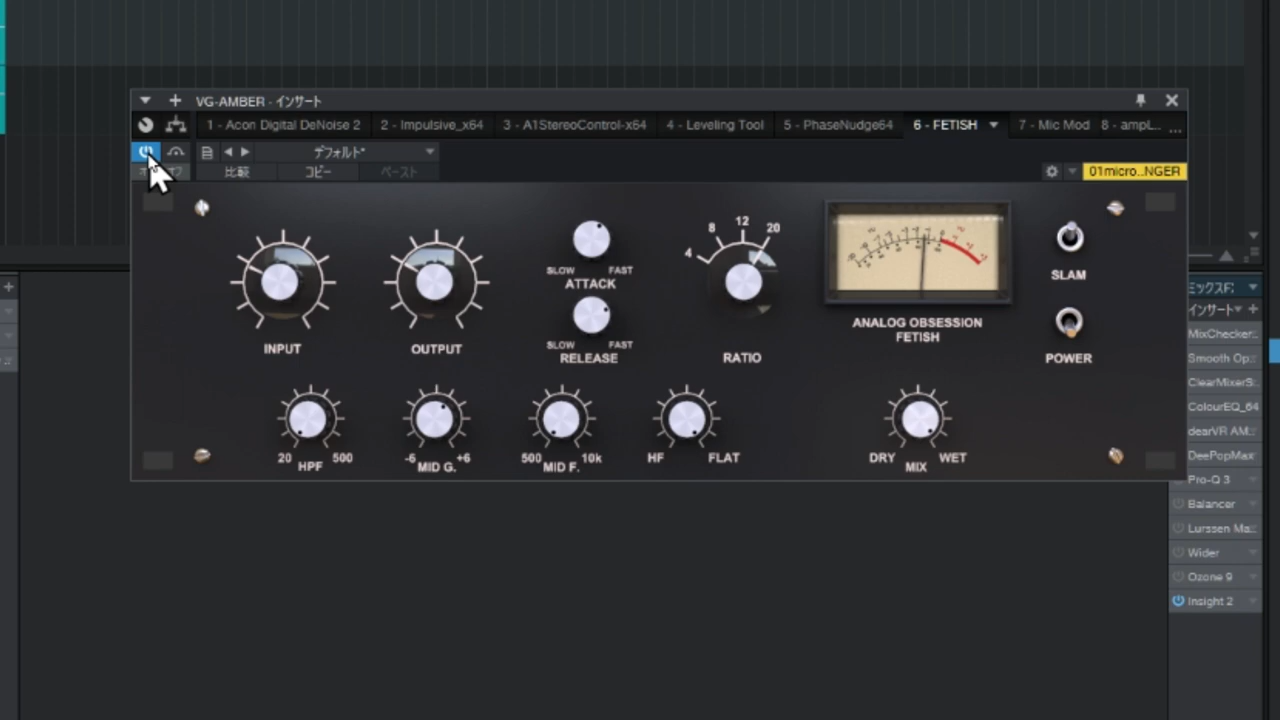 VG-AMBER - インサート
1 - Acon Digital DeNoise 2 2 - Impulsive_x64 3 - A1StereoControl-x64 4 - Leveling Tool 5 - PhaseNudge64 6 - FETISH 7 - Mic Mod 8 - ampL.. ...
デフォルト*
比較 コピー ペースト
01micro..NGER
4 8 12 20
SLOW FAST
ATTACK
SLAM
SLOW FAST
INPUT OUTPUT RELEASE RATIO
ANALOG OBSESSION
FETISH
POWER
20 HPF 500
-6 MID G. +6
500 MID F. 10k
HF FLAT
DRY MIX WET
インサート
MixChecker..
Smooth Op..
ClearMixerS..
ColourEQ_64
dearVR AM..
DeePopMax
Pro-Q 3
Balancer
Lurssen Ma..
Wider
Ozone 9
Insight 2